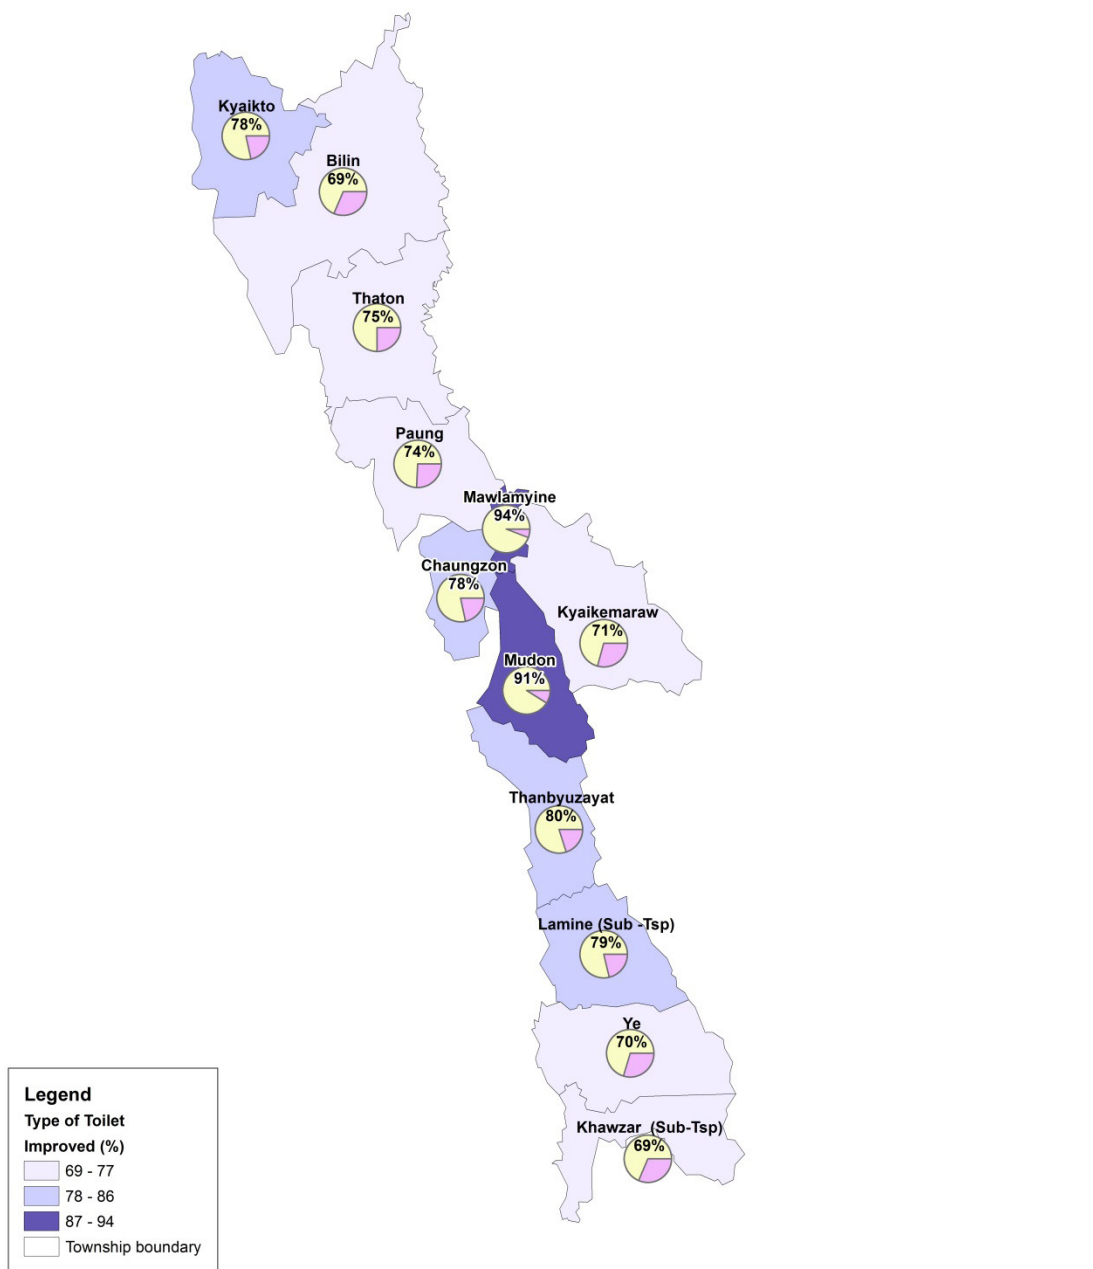 Kyaikto
78%
Bilin
69%
Thaton
75%
Paung
74%
Mawlamyine
94%
Chaungzon
78%
Kyaikemaraw
71%
Mudon
91%
Thanbyuzayat
80%
Lamine (Sub -Tsp)
79%
Ye
70%
Khawzar (Sub-Tsp)
69%
Legend
Type of Toilet
Improved (%)
69 - 77
78 - 86
87 - 94
Township boundary